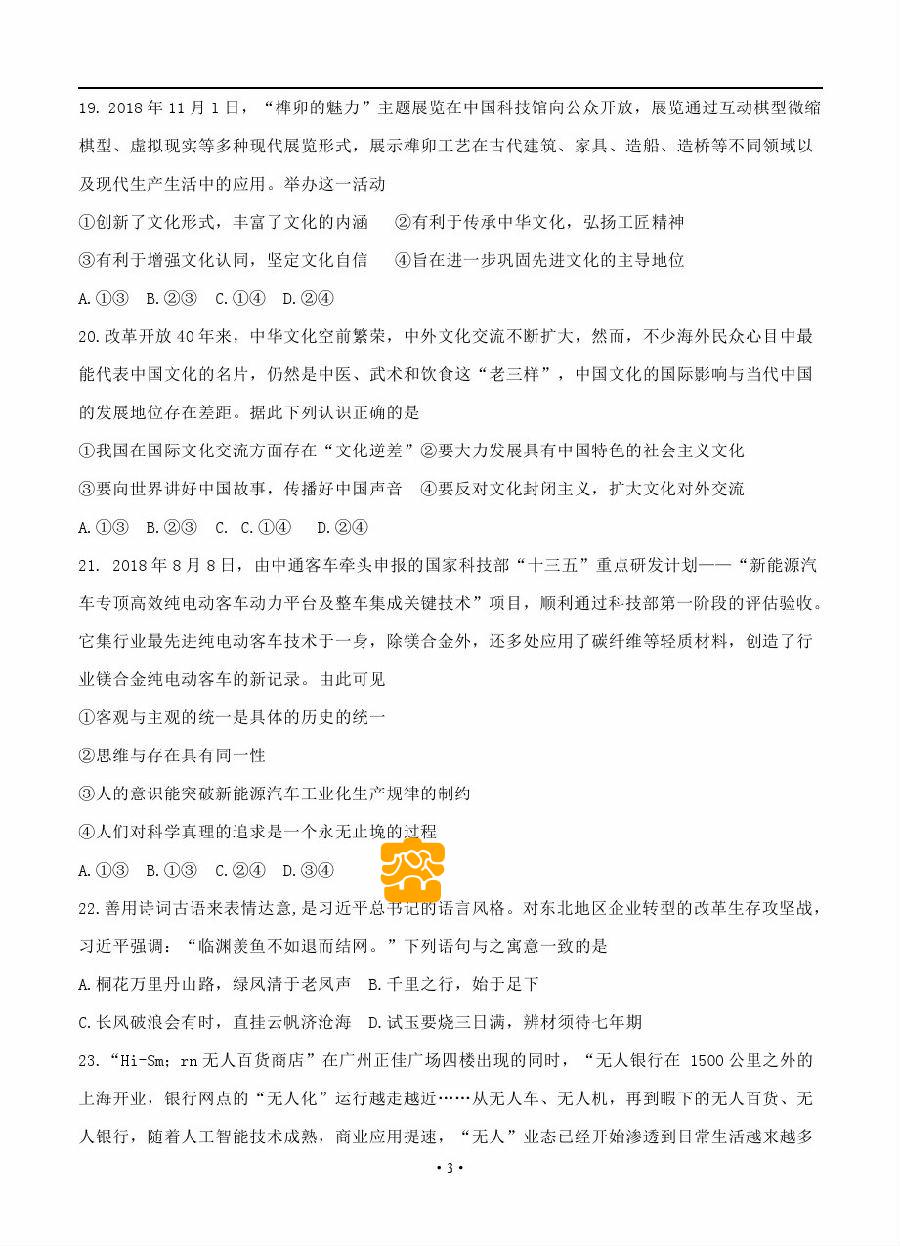 19. 2018年11月1日，“榫卯的魅力”主题展览在中国科技馆向公众开放，展览通过互动棋型微缩
棋型、虚拟现实等多种现代展览形式，展示榫卯工艺在古代建筑、家具、造船、造桥等不同领域以
及现代生产生活中的应用。举办这一活动
①创新了文化形式，丰富了文化的内涵　②有利于传承中华文化，弘扬工匠精神
③有利于增强文化认同，坚定文化自信　④旨在进一步巩固先进文化的主导地位
A.①③　B.②③　C.①④　D.②④
20.改革开放40年来，中华文化空前繁荣，中外文化交流不断扩大，然而，不少海外民众心目中最
能代表中国文化的名片，仍然是中医、武术和饮食这“老三样”，中国文化的国际影响与当代中国
的发展地位存在差距。据此下列认识正确的是
①我国在国际文化交流方面存在“文化逆差”②要大力发展具有中国特色的社会主义文化
③要向世界讲好中国故事，传播好中国声音　④要反对文化封闭主义，扩大文化对外交流
A.①③　B.②③　C. C.①④　D.②④
21. 2018年8月8日，由中通客车牵头申报的国家科技部“十三五”重点研发计划——“新能源汽
车专项高效纯电动客车动力平台及整车集成关键技术”项目，顺利通过科技部第一阶段的评估验收。
它集行业最先进纯电动客车技术于一身，除镁合金外，还多处应用了碳纤维等轻质材料，创造了行
业镁合金纯电动客车的新记录。由此可见
①客观与主观的统一是具体的历史的统一
②思维与存在具有同一性
③人的意识能突破新能源汽车工业化生产规律的制约
④人们对科学真理的追求是一个永无止境的过程
A.①③　B.①③　C.②④　D.③④
22.善用诗词古语来表情达意,是习近平总书记的语言风格。对东北地区企业转型的改革生存攻坚战，
习近平强调：“临渊羡鱼不如退而结网。”下列语句与之寓意一致的是
A.桐花万里丹山路，绿凤清于老凤声　B.千里之行，始于足下
C.长风破浪会有时，直挂云帆济沧海　D.试玉要烧三日满，辨材须待七年期
23.“Hi-Sm；rn无人百货商店”在广州正佳广场四楼出现的同时，“无人银行在 1500公里之外的
上海开业，银行网点的“无人化”运行越走越近……从无人车、无人机，再到暇下的无人百货、无
人银行，随着人工智能技术成熟，商业应用提速，“无人”业态已经开始渗透到日常生活越来越多
·3·